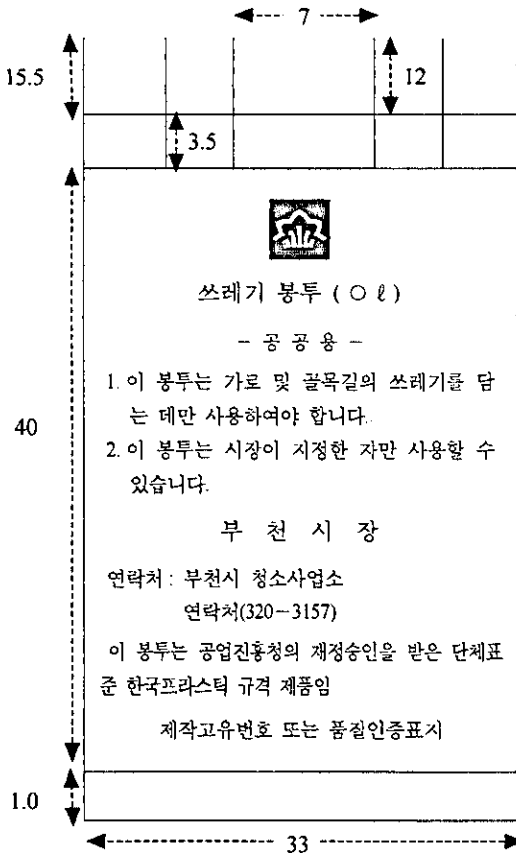 7
15.5
12
3.5
쓰레기 봉투 ( ○ ℓ )
- 공 공 용 -
1. 이 봉투는 가로 및 골목길의 쓰레기를 담
는 데만 사용하여야 합니다.
40
2. 이 봉투는 시장이 지정한 자만 사용할 수
있습니다.
부 천 시 장
연락처 : 부천시 청소사업소
연락처(320-3157)
이 봉투는 공업진흥청의 재정승인을 받은 단체표
준 한국프라스틱 규격 제품임
제작고유번호 또는 품질인증표지
1.0
33